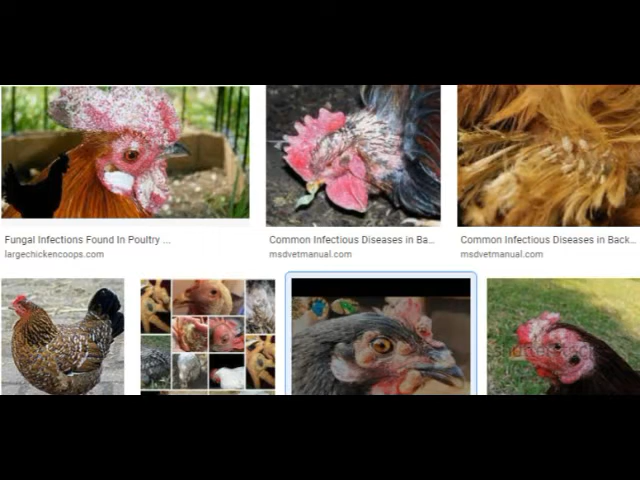 Fungal Infections Found In Poultry ...
largechickencoops.com
Common Infectious Diseases in Ba...
msdvetmanual.com
Common Infectious Diseases in Back...
msdvetmanual.com